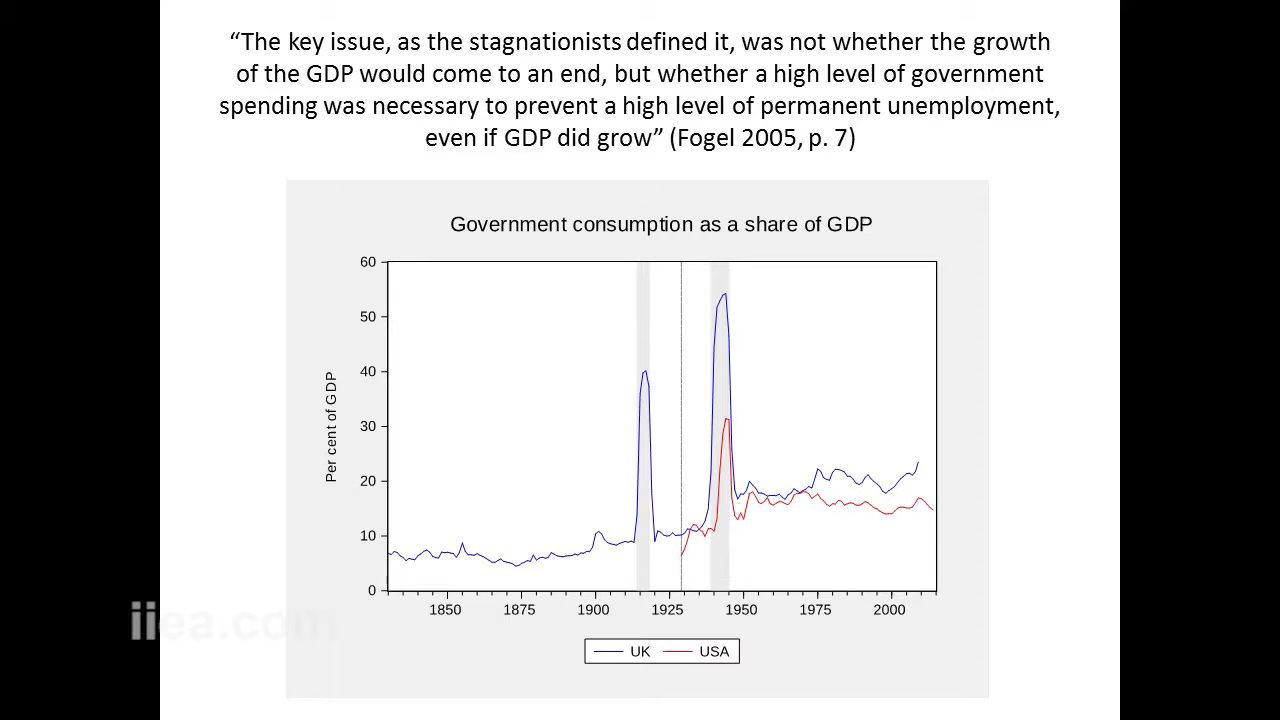 “The key issue, as the stagnationists defined it, was not whether the growth
of the GDP would come to an end, but whether a high level of government
spending was necessary to prevent a high level of permanent unemployment,
even if GDP did grow” (Fogel 2005, p. 7)
Government consumption as a share of GDP
60
50
40
30
20
10
0
Per cent of GDP
1850 1875 1900 1925 1950 1975 2000
UK USA
iiea.com